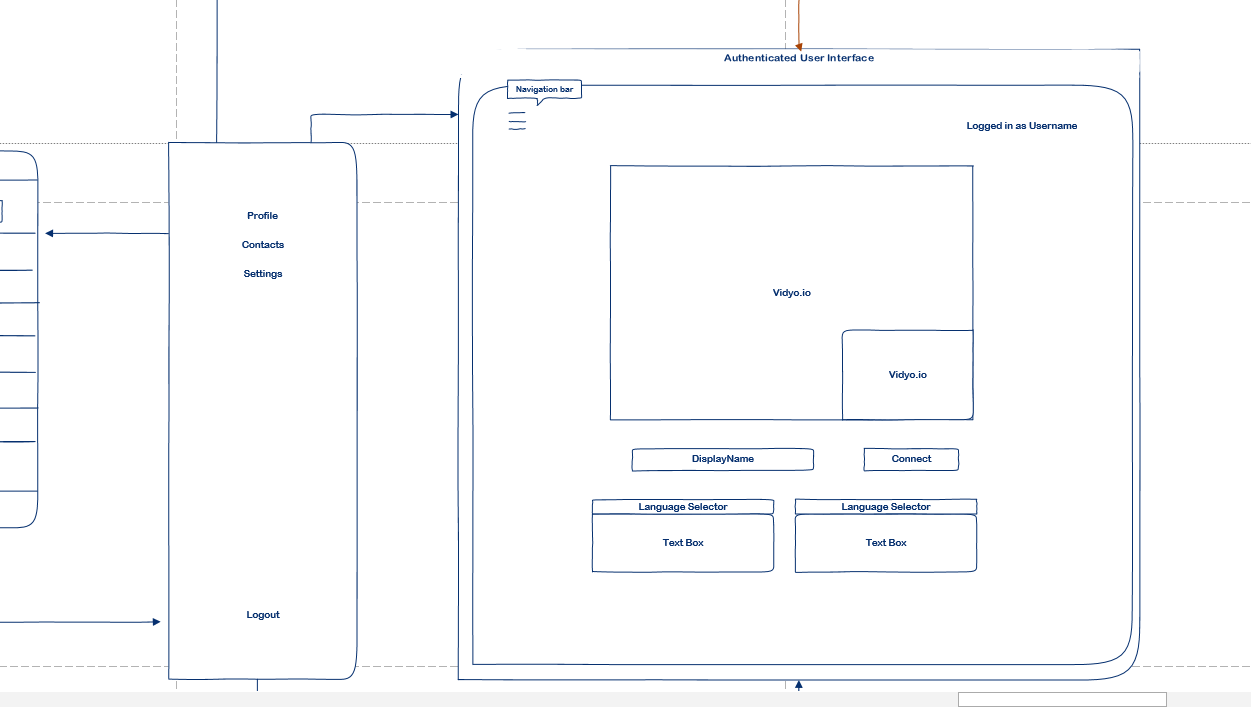 Authenticated User Interface
Navigation bar
Logged in as Username
Profile
Contacts
Settings
Logout
Vidyo.io
Vidyo.io
DisplayName
Connect
Language Selector
Language Selector
Text Box
Text Box